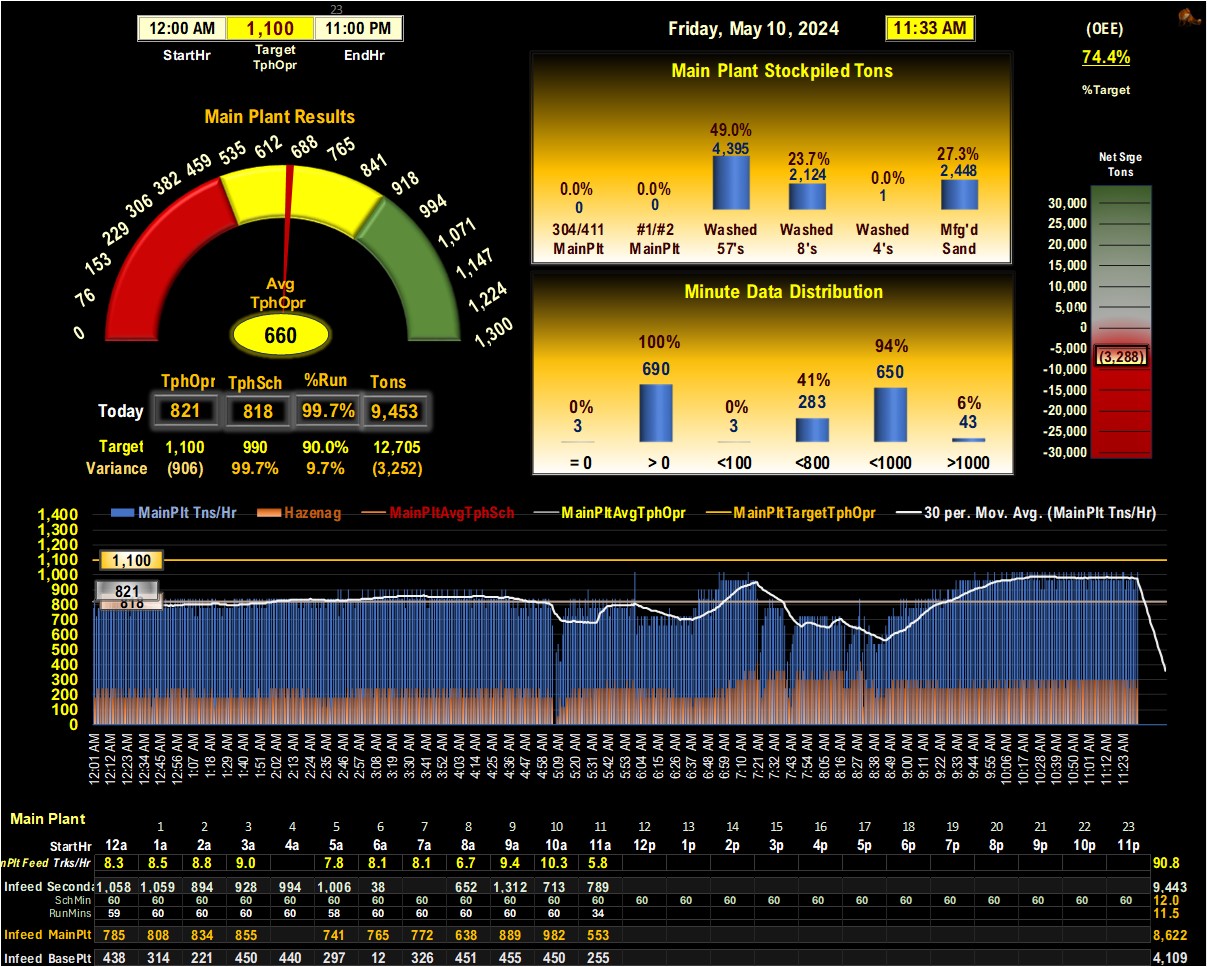 23
12:00 AM 1,100 11:00 PM
StartHr Target TphOpr EndHr
Friday, May 10, 2024 11:33 AM
(OEE)
74.4%
%Target
Main Plant Results
0 76 153 229 306 382 459 535 612 688 765 841 918 994 1,071 1,147 1,224 1,300
Avg
TphOpr
660
TphOpr TphSch %Run Tons
Today 821 818 99.7% 9,453
Target 1,100 990 90.0% 12,705
Variance (906) 99.7% 9.7% (3,252)
Main Plant Stockpiled Tons
0.0% 0.0% 49.0% 23.7% 0.0% 27.3%
0 0 4,395 2,124 1 2,448
304/411 #1/#2 Washed Washed Washed Mfg'd
MainPlt MainPlt 57's 8's 4's Sand
Minute Data Distribution
0% 100% 0% 41% 94% 6%
3 690 3 283 650 43
= 0 > 0 <100 <800 <1000 >1000
Net Srge
Tons
30,000
25,000
20,000
15,000
10,000
5,000
0
-5,000
(3,288)
-10,000
-15,000
-20,000
-25,000
-30,000
MainPlt Tns/Hr Hazenag MainPltAvgTphSch MainPltAvgTphOpr MainPltTargetTphOpr 30 per. Mov. Avg. (MainPlt Tns/Hr)
1,400
1,300
1,200
1,100
1,000
900
800
700
600
500
400
300
200
100
0
1,100
821
818
12:01 AM 12:12 AM 12:23 AM 12:34 AM 12:45 AM 12:56 AM 1:07 AM 1:18 AM 1:29 AM 1:40 AM 1:51 AM 2:02 AM 2:13 AM 2:24 AM 2:35 AM 2:46 AM 2:57 AM 3:08 AM 3:19 AM 3:30 AM 3:41 AM 3:52 AM 4:03 AM 4:14 AM 4:25 AM 4:36 AM 4:47 AM 4:58 AM 5:09 AM 5:20 AM 5:31 AM 5:42 AM 5:53 AM 6:04 AM 6:15 AM 6:26 AM 6:37 AM 6:48 AM 6:59 AM 7:10 AM 7:21 AM 7:32 AM 7:43 AM 7:54 AM 8:05 AM 8:16 AM 8:27 AM 8:38 AM 8:49 AM 9:00 AM 9:11 AM 9:22 AM 9:33 AM 9:44 AM 9:55 AM 10:06 AM 10:17 AM 10:28 AM 10:39 AM 10:50 AM 11:01 AM 11:12 AM 11:23 AM
Main Plant
1 2 3 4 5 6 7 8 9 10 11 12 13 14 15 16 17 18 19 20 21 22 23
StartHr 12a 1a 2a 3a 4a 5a 6a 7a 8a 9a 10a 11a 12p 1p 2p 3p 4p 5p 6p 7p 8p 9p 10p 11p
nPlt Feed Trks/Hr 8.3 8.5 8.8 9.0 7.8 8.1 8.1 6.7 9.4 10.3 5.8 90.8
Infeed Seconda 1,058 1,059 894 928 994 1,006 38 652 1,312 713 789 9,443
SchMin 60 60 60 60 60 60 60 60 60 60 60 60 60 60 60 60 60 60 60 60 60 60 60 60 12.0
RunMins 59 60 60 60 58 60 60 60 60 60 34 11.5
Infeed MainPlt 785 808 834 855 741 765 772 638 889 982 553 8,622
Infeed BasePlt 438 314 221 450 440 297 12 326 451 455 450 255 4,109